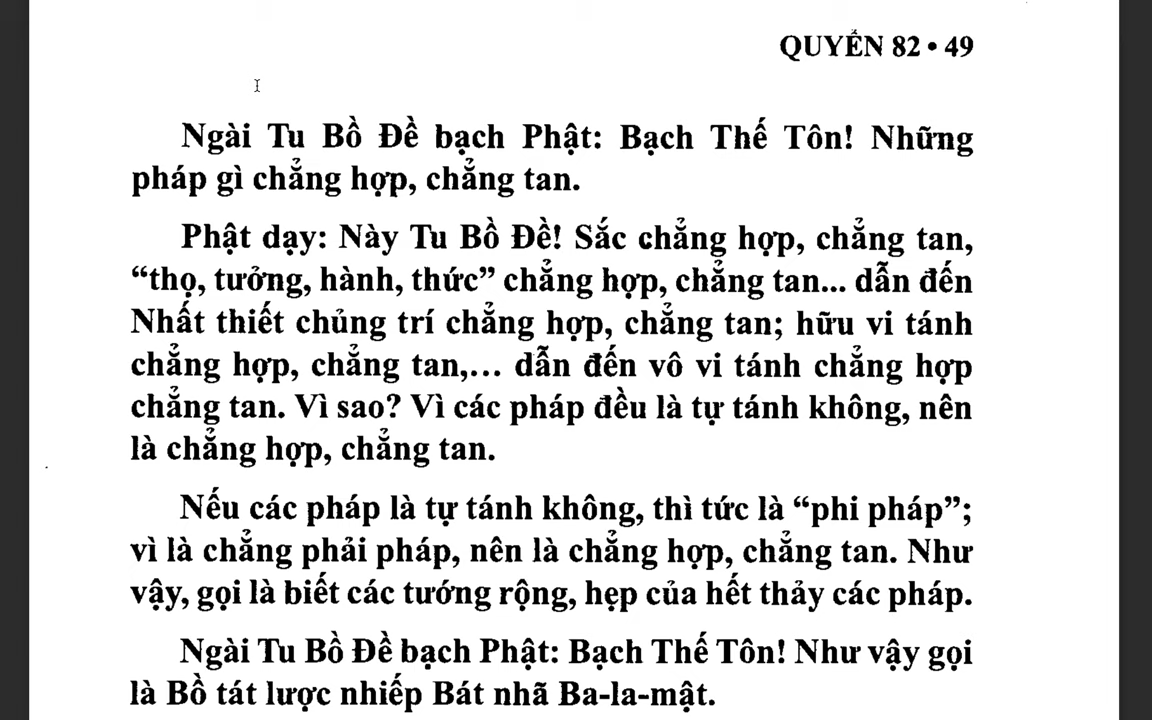 QUYỂN 82 • 49
Ngài Tu Bồ Đề bạch Phật: Bạch Thế Tôn! Những
pháp gì chẳng hợp, chẳng tan.
Phật dạy: Này Tu Bồ Đề! Sắc chẳng hợp, chẳng tan,
“thọ, tưởng, hành, thức” chẳng hợp, chẳng tan... dẫn đến
Nhất thiết chủng trí chẳng hợp, chẳng tan; hữu vi tánh
chẳng hợp, chẳng tan,... dẫn đến vô vi tánh chẳng hợp
chẳng tan. Vì sao? Vì các pháp đều là tự tánh không, nên
là chẳng hợp, chẳng tan.
Nếu các pháp là tự tánh không, thì tức là “phi pháp”;
vì là chẳng phải pháp, nên là chẳng hợp, chẳng tan. Như
vậy, gọi là biết các tướng rộng, hẹp của hết thảy các pháp.
Ngài Tu Bồ Đề bạch Phật: Bạch Thế Tôn! Như vậy gọi
là Bồ tát lược nhiếp Bát nhã Ba-la-mật.